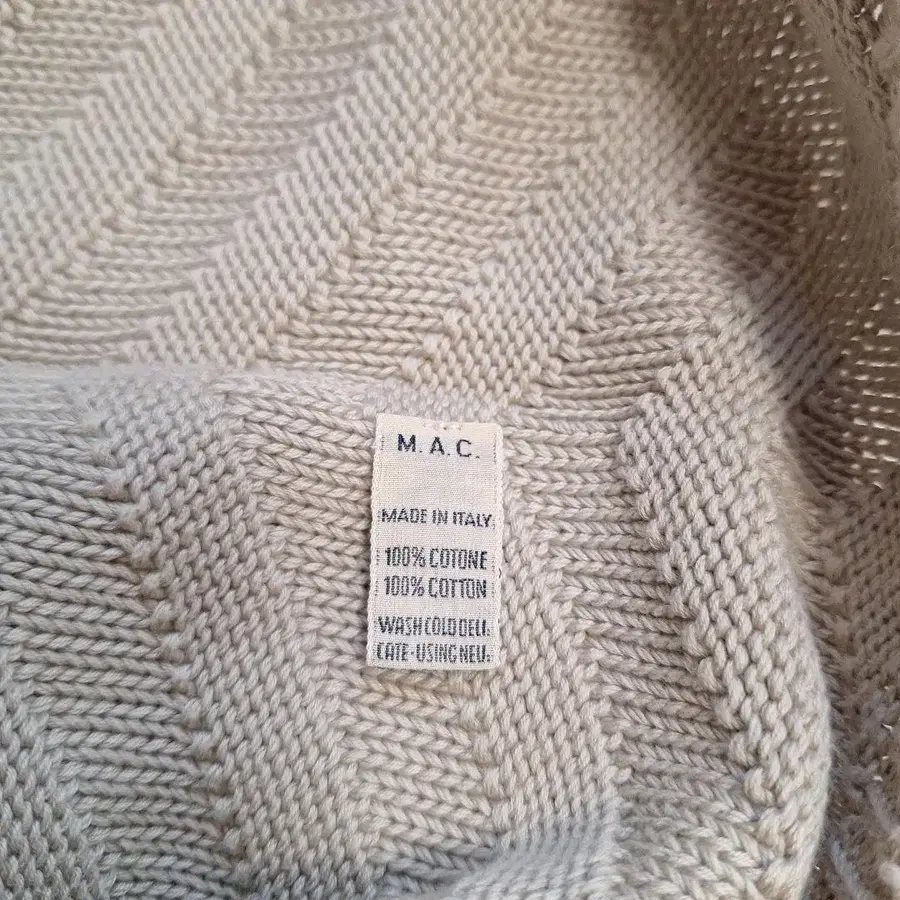 M.A.C.
MADE IN ITALY
100% COTONE
100% COTTON
WASH COLD DELI:
CATE-USING NEU: